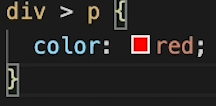 div > p {
color: red;
}